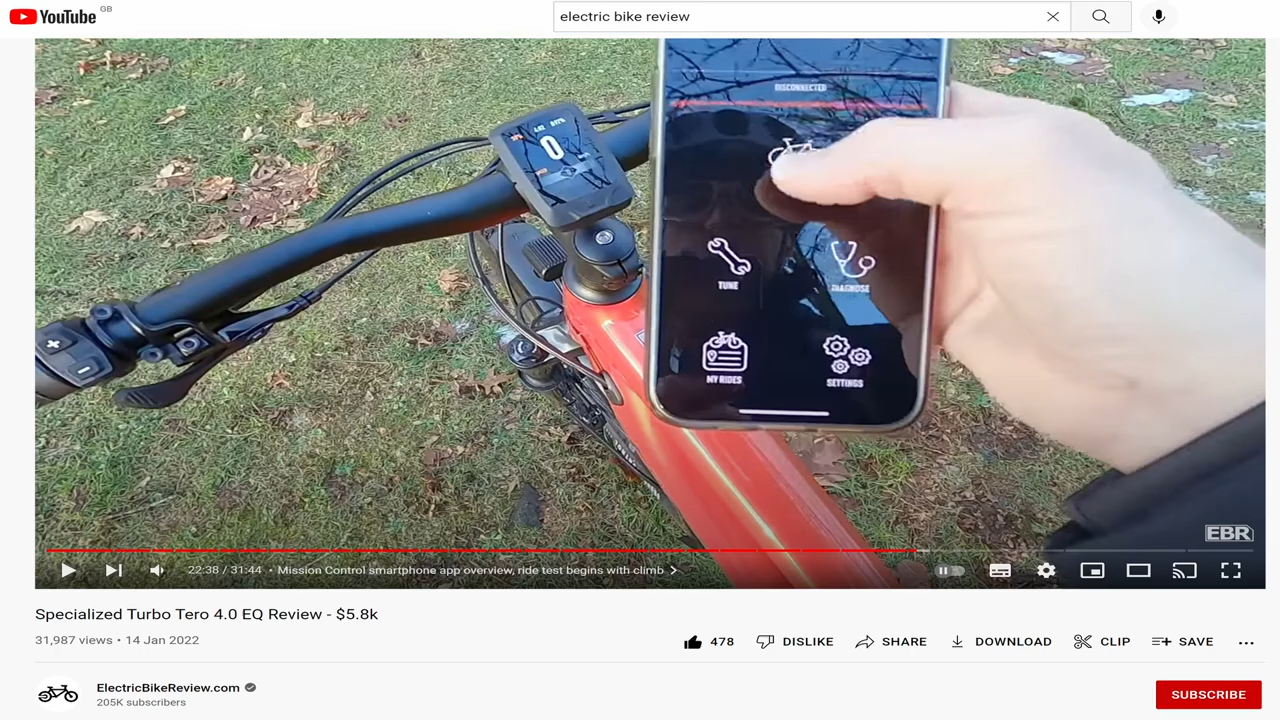 YouTube GB
electric bike review
DISCONNECTED
0
TUNE
DIAGNOSE
MY RIDES
SETTINGS
+
-
EBR
22:38 / 31:44 • Mission Control smartphone app overview, ride test begins with climb >
Specialized Turbo Tero 4.0 EQ Review - $5.8k
31,987 views • 14 Jan 2022
478 DISLIKE SHARE DOWNLOAD CLIP SAVE ...
ElectricBikeReview.com
205K subscribers
SUBSCRIBE